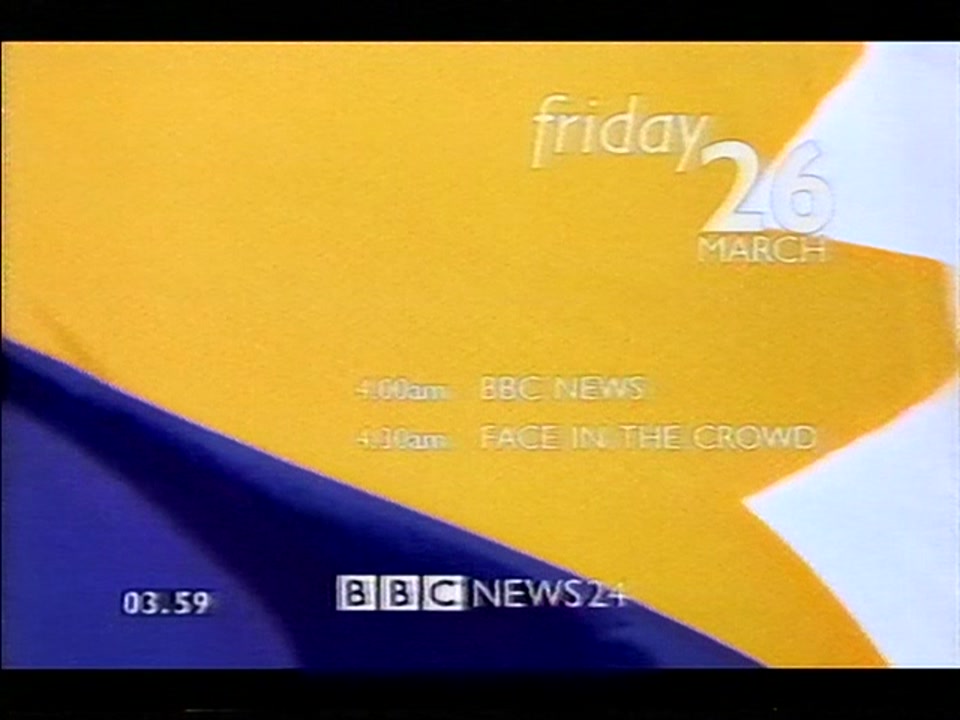 friday
26
MARCH
4.00am BBC NEWS
4.30am FACE IN THE CROWD
03.59
BBC NEWS24